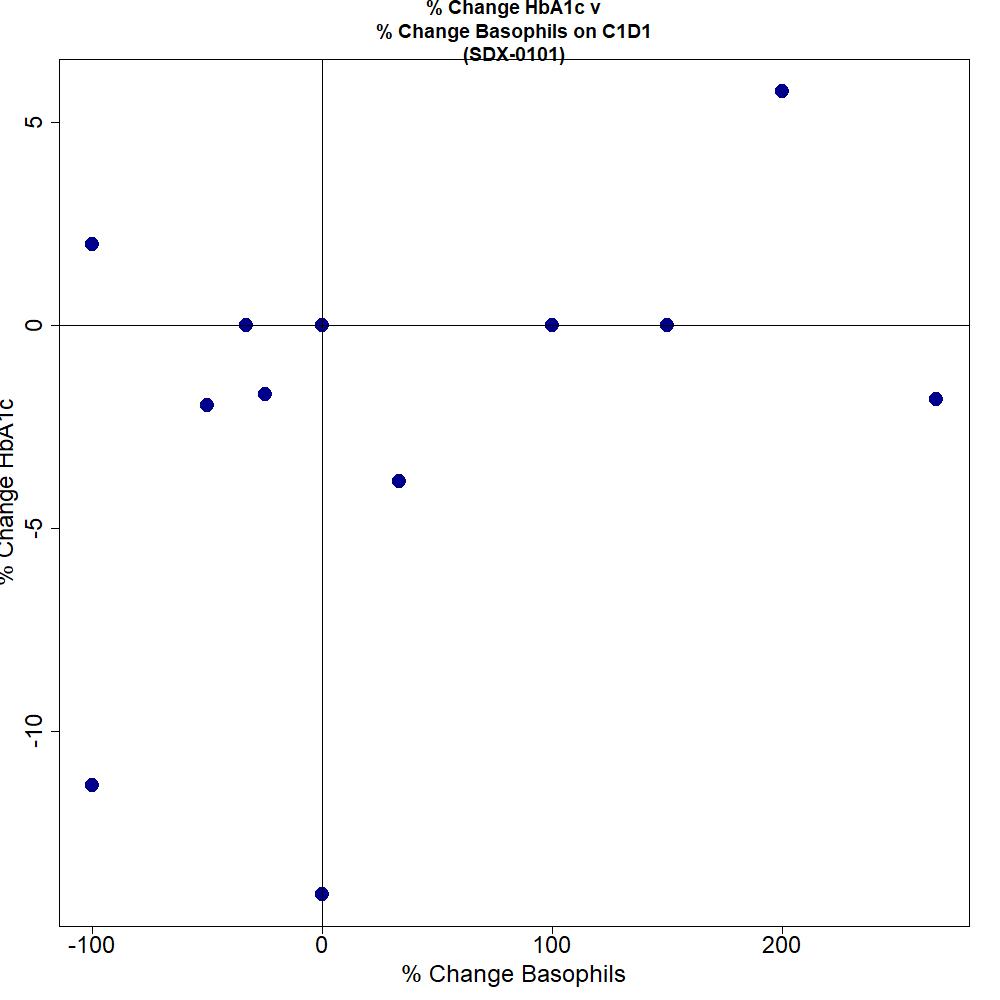 % Change HbA1c v
% Change Basophils on C1D1
(SDX-0101)
5
0
-5
-10
% Change HbA1c
-100
0
100
200
% Change Basophils